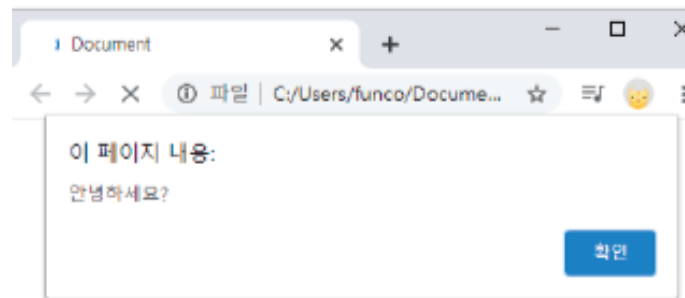 Document
파일 | C:/Users/funco/Docume...
이 페이지 내용:
안녕하세요?
확인